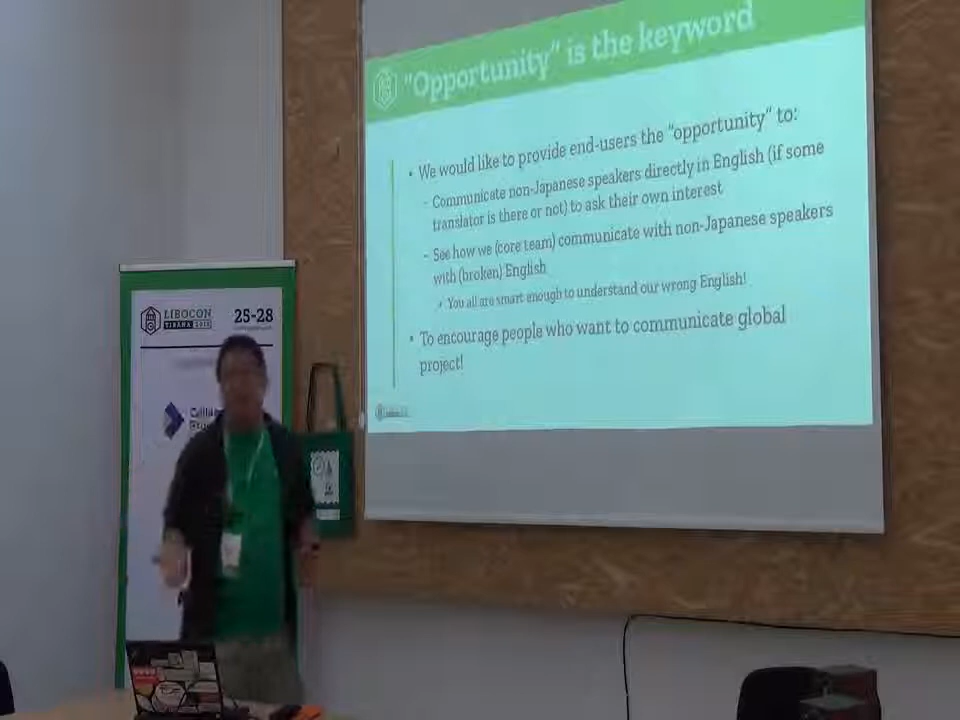 "Opportunity" is the keyword
• We would like to provide end-users the "opportunity" to:
– Communicate non-Japanese speakers directly in English (if some
translator is there or not) to ask their own interest
– See how we (core team) communicate with non-Japanese speakers
with (broken) English
• You all are smart enough to understand our wrong English!
• To encourage people who want to communicate global
project!
LIBOCON
TIRANA 2018
25-28